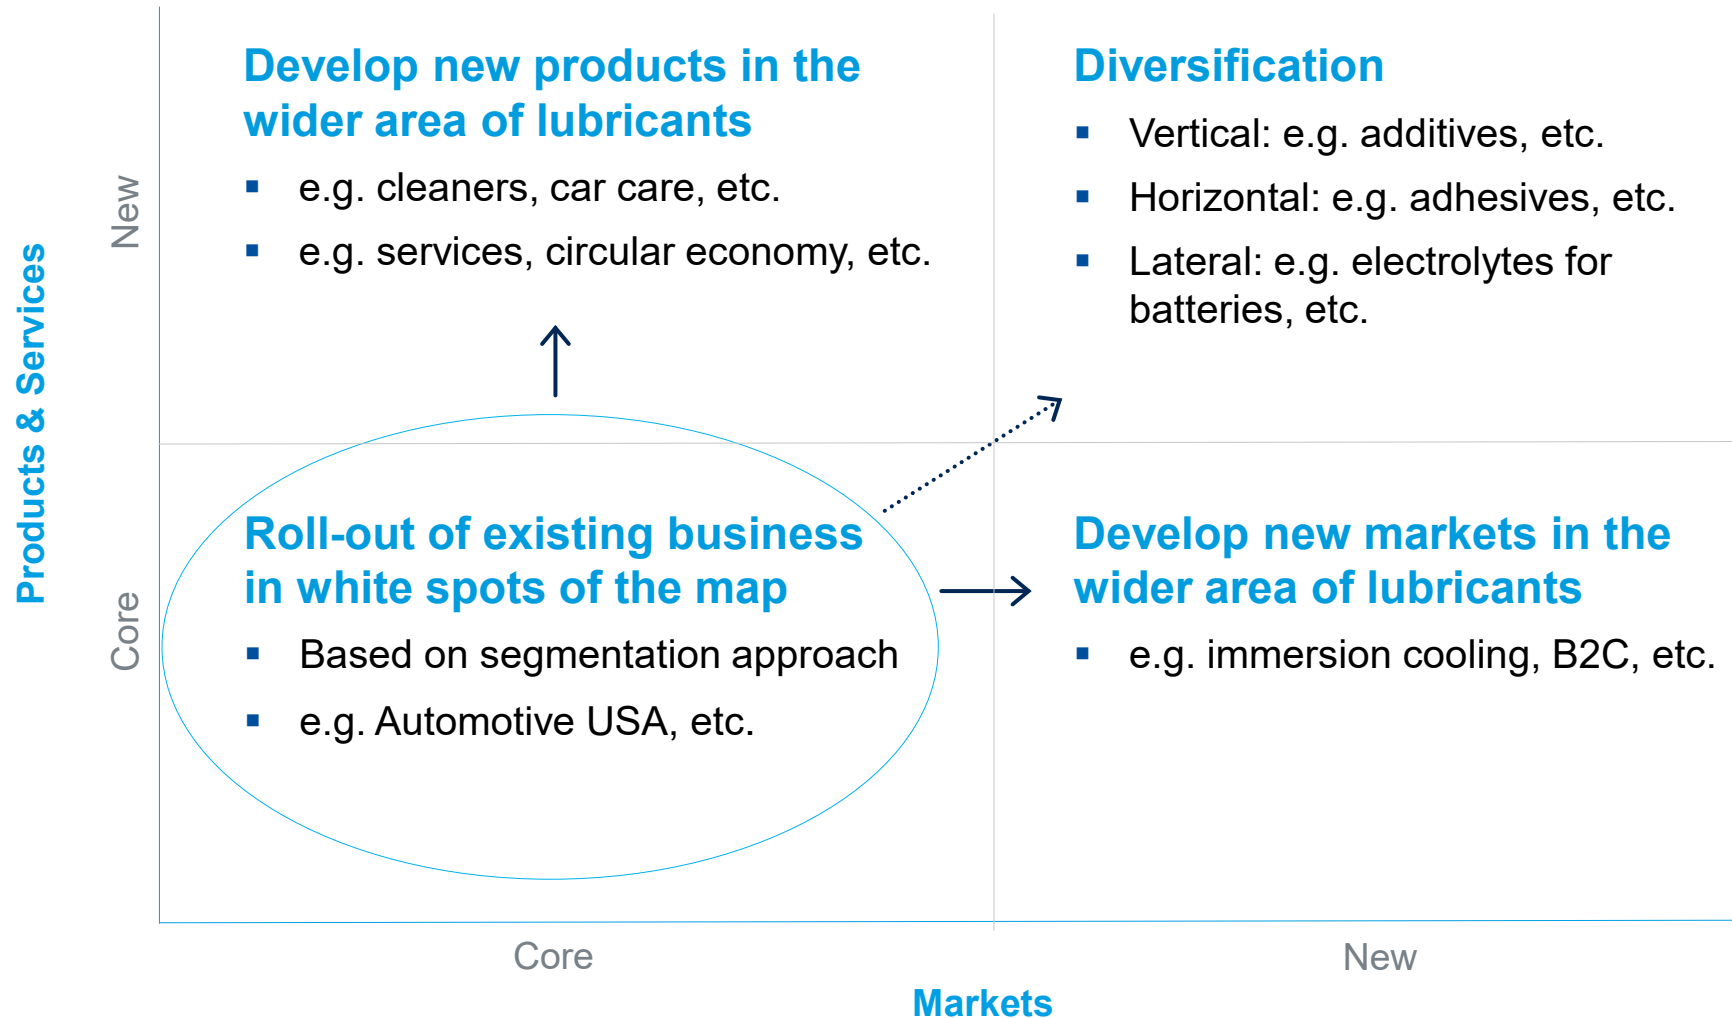 Products & Services
New
Develop new products in the
wider area of lubricants
▪ e.g. cleaners, car care, etc.
▪ e.g. services, circular economy, etc.
Diversification
▪ Vertical: e.g. additives, etc.
▪ Horizontal: e.g. adhesives, etc.
▪ Lateral: e.g. electrolytes for
batteries, etc.
Core
Roll-out of existing business
in white spots of the map
▪ Based on segmentation approach
▪ e.g. Automotive USA, etc.
Develop new markets in the
wider area of lubricants
▪ e.g. immersion cooling, B2C, etc.
Core
New
Markets